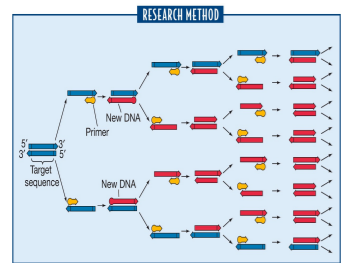 RESEARCH METHOD
New DNA
Primer
5′ 3′
3′ 5′
Target
sequence
New DNA